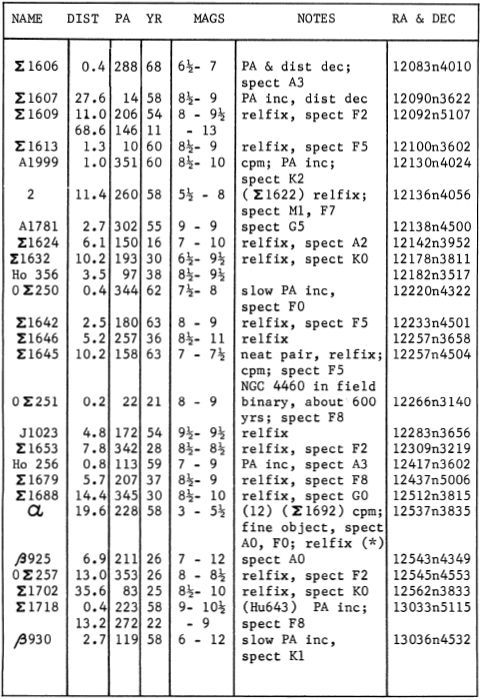 NAME DIST PA YR MAGS NOTES RA & DEC
Σ1606 0.4 288 68 6½- 7 PA & dist dec; 12083n4010
spect A3
Σ1607 27.6 14 58 8½- 9 PA inc, dist dec 12090n3622
Σ1609 11.0 206 54 8 - 9½ relfix, spect F2 12092n5107
68.6 146 11 - 13
Σ1613 1.3 10 60 8½- 9 relfix, spect F5 12100n3602
A1999 1.0 351 60 8½- 10 cpm; PA inc; 12130n4024
spect K2
2 11.4 260 58 5½ - 8 (Σ1622) relfix; 12136n4056
spect M1, F7
A1781 2.7 302 55 9 - 9 spect G5 12138n4500
Σ1624 6.1 150 16 7 - 10 relfix, spect A2 12142n3952
Σ1632 10.2 193 30 6½- 9½ relfix, spect K0 12178n3811
Ho 356 3.5 97 38 8½- 9½ 12182n3517
OΣ250 0.4 344 62 7½- 8 slow PA inc, 12220n4322
spect F0
Σ1642 2.5 180 63 8 - 9 relfix, spect F5 12233n4501
Σ1646 5.2 257 36 8½- 11 relfix 12257n3658
Σ1645 10.2 158 63 7 - 7½ neat pair, relfix; 12257n4504
cpm; spect F5
NGC 4460 in field
OΣ251 0.2 22 21 8 - 9 binary, about 600 12266n3140
yrs; spect F8
J1023 4.8 172 54 9½- 9½ relfix 12283n3656
Σ1653 7.8 342 28 8½- 8½ relfix, spect F2 12309n3219
Ho 256 0.8 113 59 7 - 9 PA inc, spect A3 12417n3602
Σ1679 5.7 207 37 8½- 9 relfix, spect F8 12437n5006
Σ1688 14.4 345 30 8½- 10 relfix, spect G0 12512n3815
α 19.6 228 58 3 - 5½ (12) (Σ1692) cpm; 12537n3835
fine object, spect
A0, F0; relfix (*)
β925 6.9 211 26 7 - 12 spect A0 12543n4349
OΣ257 13.0 353 26 8 - 8½ relfix, spect F2 12545n4553
Σ1702 35.6 83 25 8½- 10 relfix, spect K0 12562n3833
Σ1718 0.4 223 58 9- 10½ (Hu643) PA inc; 13033n5115
13.2 272 22 - 9 spect F8
β930 2.7 119 58 6 - 12 slow PA inc, 13036n4532
spect K1